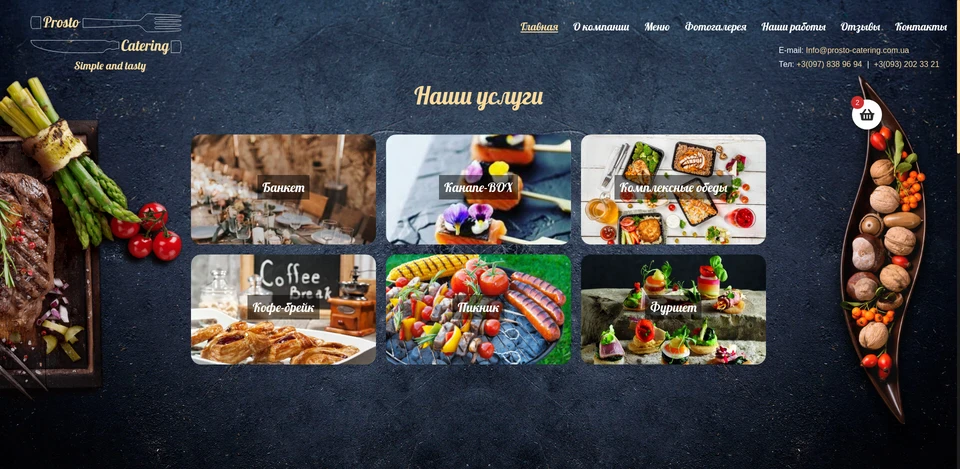 Prosto
Catering
Simple and tasty
Главная О компании Меню Фотогалерея Наши работы Отзывы Контакты
E-mail: Info@prosto-catering.com.ua
Тел: +3(097) 838 96 94 | +3(093) 202 33 21
2
Наши услуги
Банкет
Канапе-BOX
Комплексные обеды
Coffee
Break
Кофе-брейк
Пикник
Фуршет